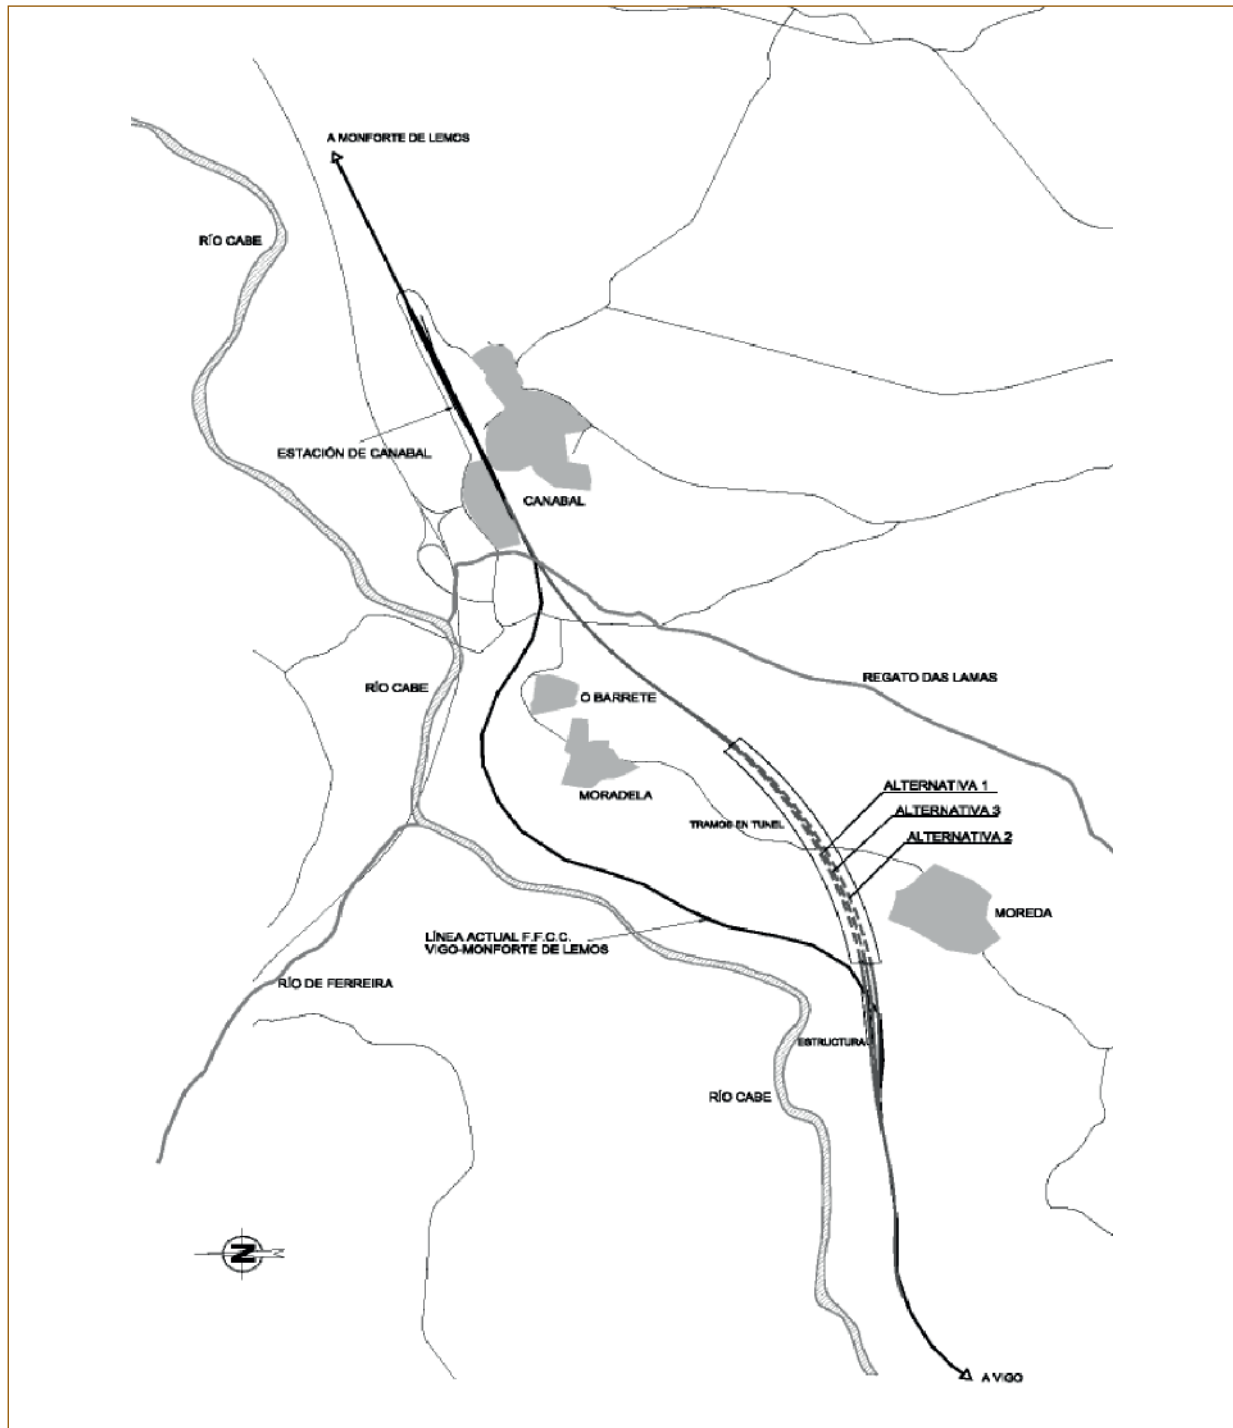 A MONFORTE DE LEMOS
RÍO CABE
ESTACIÓN DE CANABAL
CANABAL
REGATO DAS LAMAS
RÍO CABE
O BARRETE
MORADELA
ALTERNATIVA 1
ALTERNATIVA 3
TRAMOS EN TUNEL
ALTERNATIVA 2
MOREDA
LÍNEA ACTUAL F.F.C.C.
VIGO-MONFORTE DE LEMOS
RÍO DE FERREIRA
ESTRUCTURA
RÍO CABE
N
A VIGO